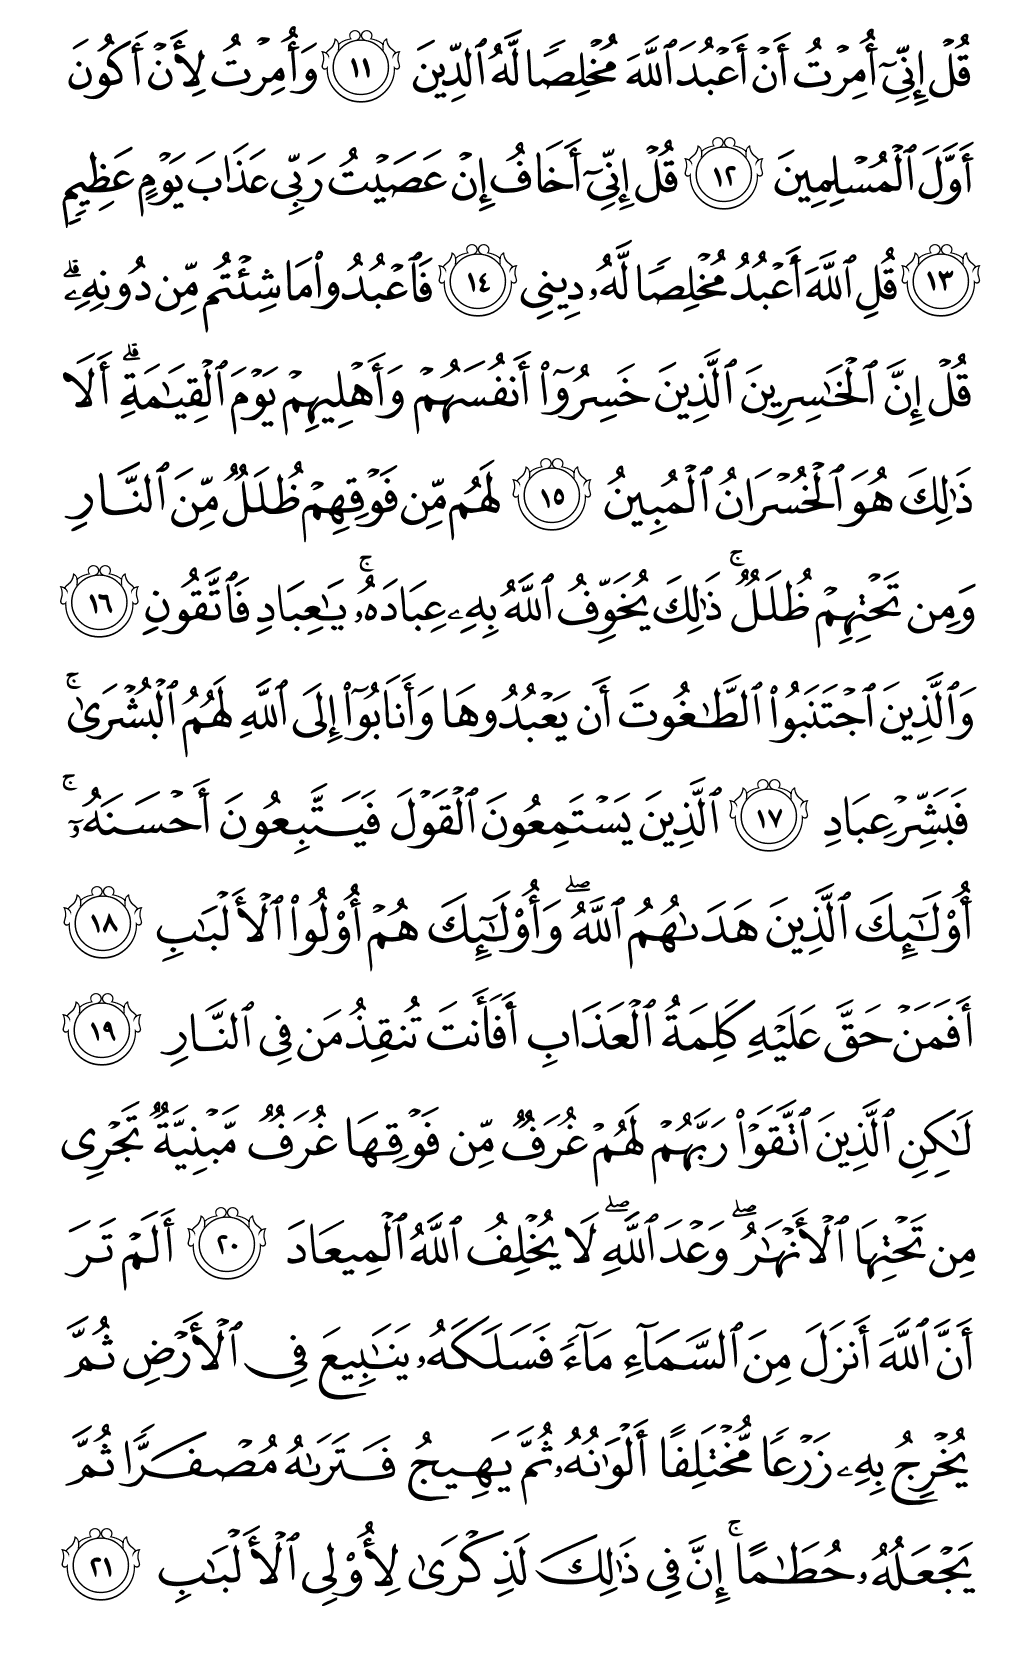 قُلۡ إِنِّيٓ أُمِرۡتُ أَنۡ أَعۡبُدَ ٱللَّهَ مُخۡلِصٗا لَّهُ ٱلدِّينَ ١١ وَأُمِرۡتُ لِأَنۡ أَكُونَ
أَوَّلَ ٱلۡمُسۡلِمِينَ ١٢ قُلۡ إِنِّيٓ أَخَافُ إِنۡ عَصَيۡتُ رَبِّي عَذَابَ يَوۡمٍ عَظِيمٖ
١٣ قُلِ ٱللَّهَ أَعۡبُدُ مُخۡلِصٗا لَّهُۥ دِينِي ١٤ فَٱعۡبُدُواْ مَا شِئۡتُم مِّن دُونِهِۦۗ
قُلۡ إِنَّ ٱلۡخَٰسِرِينَ ٱلَّذِينَ خَسِرُوٓاْ أَنفُسَهُمۡ وَأَهۡلِيهِمۡ يَوۡمَ ٱلۡقِيَٰمَةِۗ أَلَا
ذَٰلِكَ هُوَ ٱلۡخُسۡرَانُ ٱلۡمُبِينُ ١٥ لَهُم مِّن فَوۡقِهِمۡ ظُلَلٞ مِّنَ ٱلنَّارِ
وَمِن تَحۡتِهِمۡ ظُلَلٞۚ ذَٰلِكَ يُخَوِّفُ ٱللَّهُ بِهِۦ عِبَادَهُۥۚ يَٰعِبَادِ فَٱتَّقُونِ ١٦
وَٱلَّذِينَ ٱجۡتَنَبُواْ ٱلطَّٰغُوتَ أَن يَعۡبُدُوهَا وَأَنَابُوٓاْ إِلَى ٱللَّهِ لَهُمُ ٱلۡبُشۡرَىٰۚ
فَبَشِّرۡ عِبَادِ ١٧ ٱلَّذِينَ يَسۡتَمِعُونَ ٱلۡقَوۡلَ فَيَتَّبِعُونَ أَحۡسَنَهُۥٓۚ
أُوْلَٰٓئِكَ ٱلَّذِينَ هَدَىٰهُمُ ٱللَّهُۖ وَأُوْلَٰٓئِكَ هُمۡ أُوْلُواْ ٱلۡأَلۡبَٰبِ ١٨
أَفَمَنۡ حَقَّ عَلَيۡهِ كَلِمَةُ ٱلۡعَذَابِ أَفَأَنتَ تُنقِذُ مَن فِي ٱلنَّارِ ١٩
لَٰكِنِ ٱلَّذِينَ ٱتَّقَوۡاْ رَبَّهُمۡ لَهُمۡ غُرَفٞ مِّن فَوۡقِهَا غُرَفٞ مَّبۡنِيَّةٞ تَجۡرِي
مِن تَحۡتِهَا ٱلۡأَنۡهَٰرُۖ وَعۡدَ ٱللَّهِۖ لَا يُخۡلِفُ ٱللَّهُ ٱلۡمِيعَادَ ٢٠ أَلَمۡ تَرَ
أَنَّ ٱللَّهَ أَنزَلَ مِنَ ٱلسَّمَآءِ مَآءٗ فَسَلَكَهُۥ يَنَٰبِيعَ فِي ٱلۡأَرۡضِ ثُمَّ
يُخۡرِجُ بِهِۦ زَرۡعٗا مُّخۡتَلِفًا أَلۡوَٰنُهُۥ ثُمَّ يَهِيجُ فَتَرَىٰهُ مُصۡفَرّٗا ثُمَّ
يَجۡعَلُهُۥ حُطَٰمًاۚ إِنَّ فِي ذَٰلِكَ لَذِكۡرَىٰ لِأُوْلِي ٱلۡأَلۡبَٰبِ ٢١